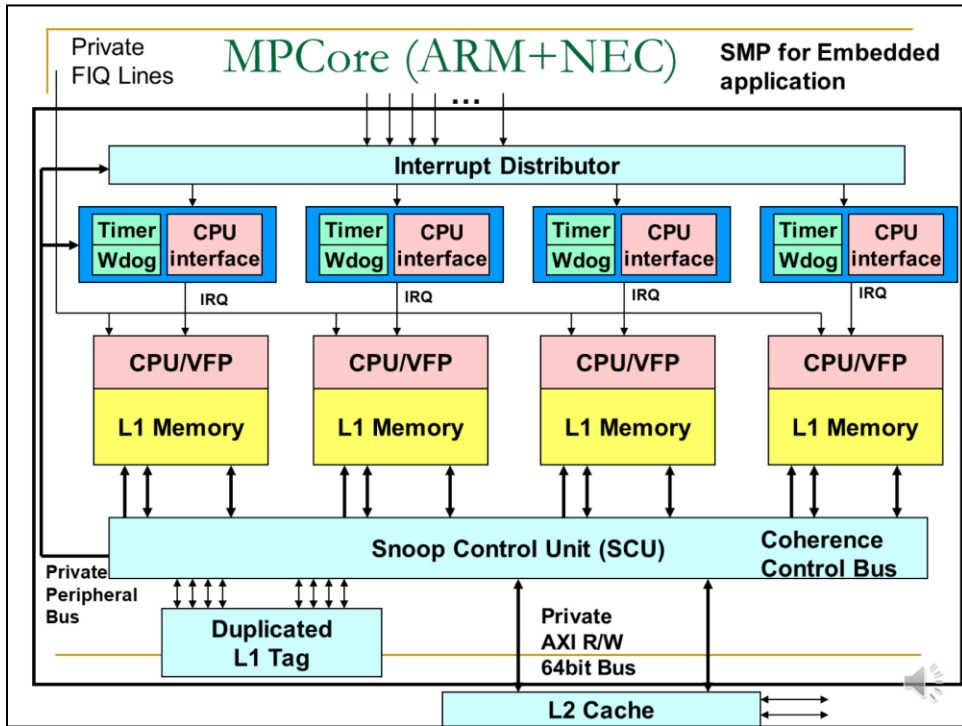 Private
FIQ Lines
MPCore (ARM+NEC)
SMP for Embedded
application
...
Interrupt Distributor
Timer
Wdog
CPU
interface
Timer
Wdog
CPU
interface
Timer
Wdog
CPU
interface
Timer
Wdog
CPU
interface
IRQ
IRQ
IRQ
IRQ
CPU/VFP
L1 Memory
CPU/VFP
L1 Memory
CPU/VFP
L1 Memory
CPU/VFP
L1 Memory
Snoop Control Unit (SCU)
Coherence
Control Bus
Private
Peripheral
Bus
Duplicated
L1 Tag
Private
AXI R/W
64bit Bus
L2 Cache